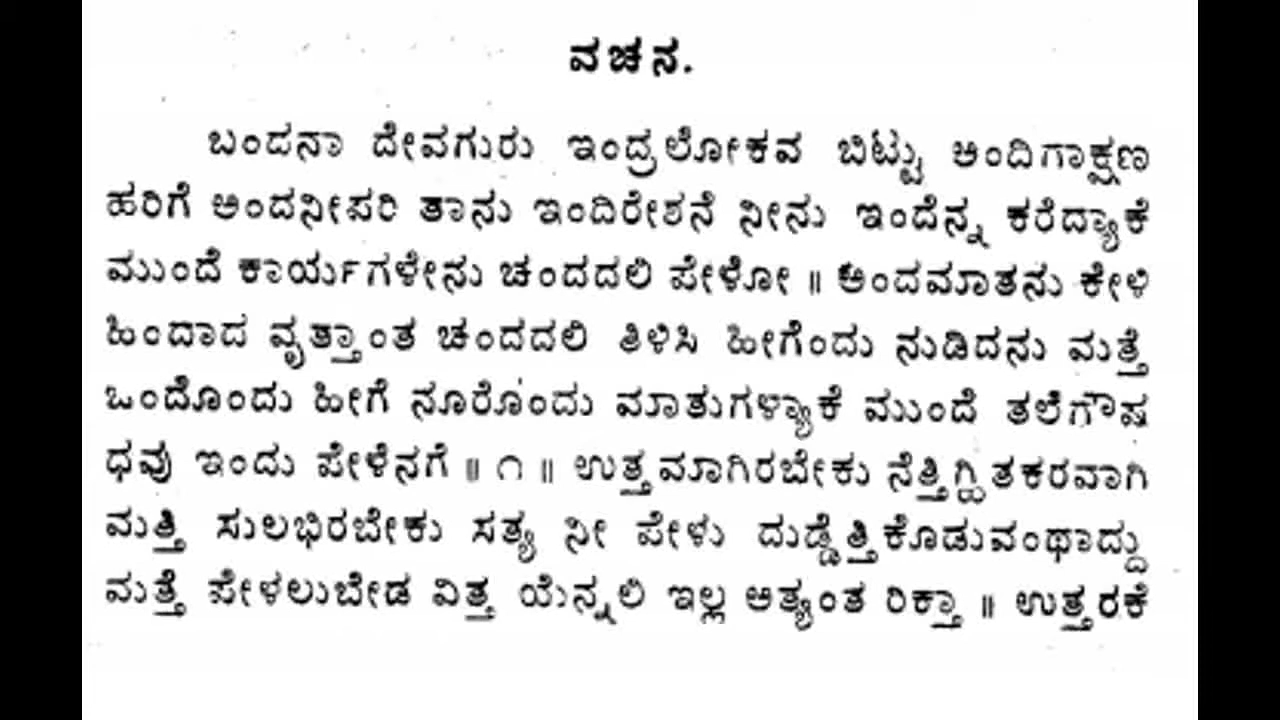 ವಚನ.
ಬಂದನಾ ದೇವಗುರು ಇಂದ್ರಲೋಕವ ಬಿಟ್ಟು ಅಂದಿಗಾಕ್ಷಣ
ಹರಿಗೆ ಅಂದನೀಪರಿ ತಾನು ಇಂದಿರೇಶನೆ ನೀನು ಇಂದೆನ್ನ ಕರೆದ್ಯಾಕೆ
ಮುಂದೆ ಕಾರ್ಯಗಳೇನು ಚಂದದಲಿ ಪೇಳೋ ॥ ಅಂದಮಾತನು ಕೇಳಿ
ಹಿಂದಾದ ವೃತ್ತಾಂತ ಚಂದದಲಿ ತಿಳಿಸಿ ಹೀಗೆಂದು ನುಡಿದನು ಮತ್ತೆ
ಒಂದೊಂದು ಹೀಗೆ ನೂರೊಂದು ಮಾತುಗಳ್ಯಾಕೆ ಮುಂದೆ ತಲೆಗೌಷ
ಧವು ಇಂದು ಪೇಳೆನಗೆ ॥ ೧ ॥ ಉತ್ತಮಾಗಿರಬೇಕು ನೆತ್ತಿಗ್ಹಿತಕರವಾಗಿ
ಮತ್ತಿ ಸುಲಭಿರಬೇಕು ಸತ್ಯ ನೀ ಪೇಳು ದುಡ್ಡೆತ್ತಿಕೊಡುವಂಥಾದ್ದು
ಮತ್ತೆ ಪೇಳಲುಬೇಡ ವಿತ್ತ ಯೆನ್ನಲಿ ಇಲ್ಲ ಅತ್ಯಂತ ರಿಕ್ತಾ ॥ ಉತ್ತರಕೆ